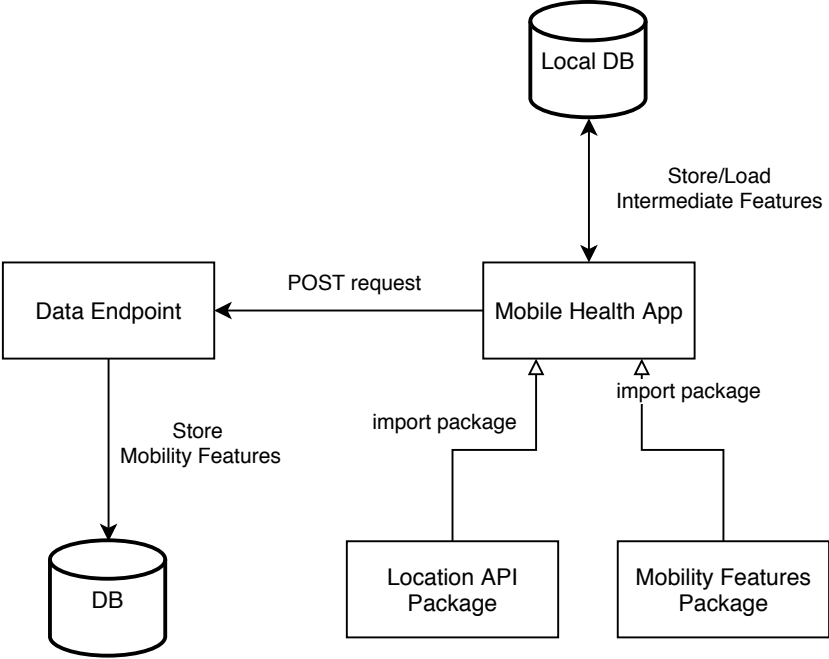 Local DB
Store/Load
Intermediate Features
POST request
Data Endpoint
Mobile Health App
import package
import package
Store
Mobility Features
Location API
Package
Mobility Features
Package
DB